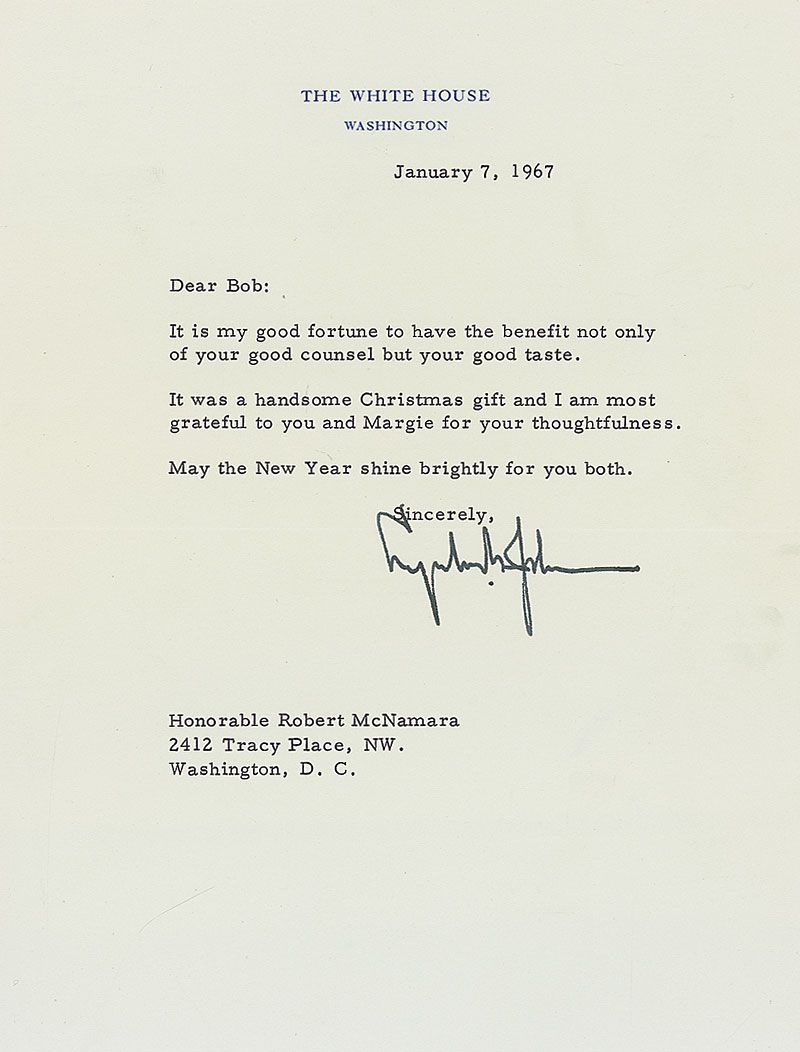 THE WHITE HOUSE
WASHINGTON
January 7, 1967
Dear Bob:
It is my good fortune to have the benefit not only
of your good counsel but your good taste.
It was a handsome Christmas gift and I am most
grateful to you and Margie for your thoughtfulness.
May the New Year shine brightly for you both.
Sincerely,
Lyndon B. Johnson
Honorable Robert McNamara
2412 Tracy Place, NW.
Washington, D. C.